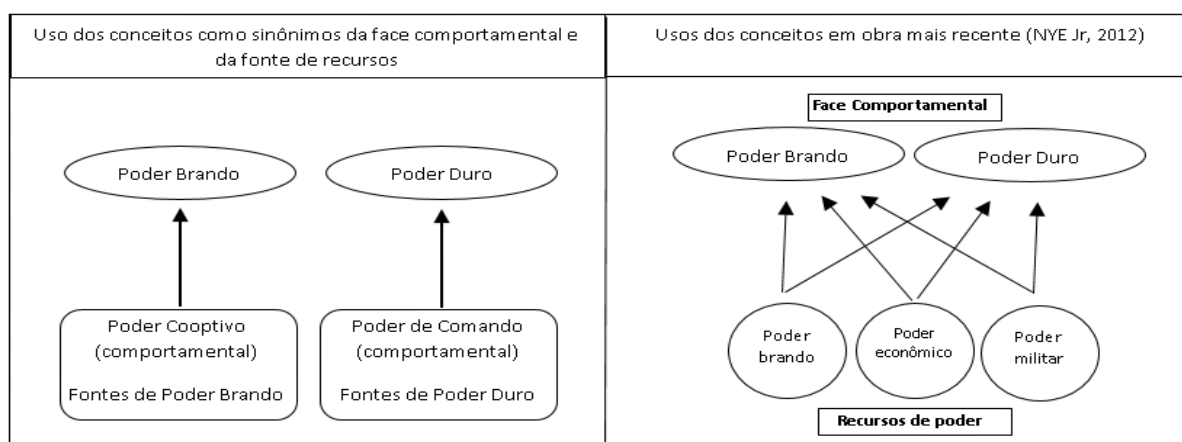 Uso dos conceitos como sinônimos da face comportamental e
da fonte de recursos
Poder Brando
Poder Duro
Poder Cooptivo
(comportamental)
Fontes de Poder Brando
Poder de Comando
(comportamental)
Fontes de Poder Duro
Usos dos conceitos em obra mais recente (NYE Jr, 2012)
Face Comportamental
Poder Brando
Poder Duro
Poder
brando
Poder
econômico
Poder
militar
Recursos de poder